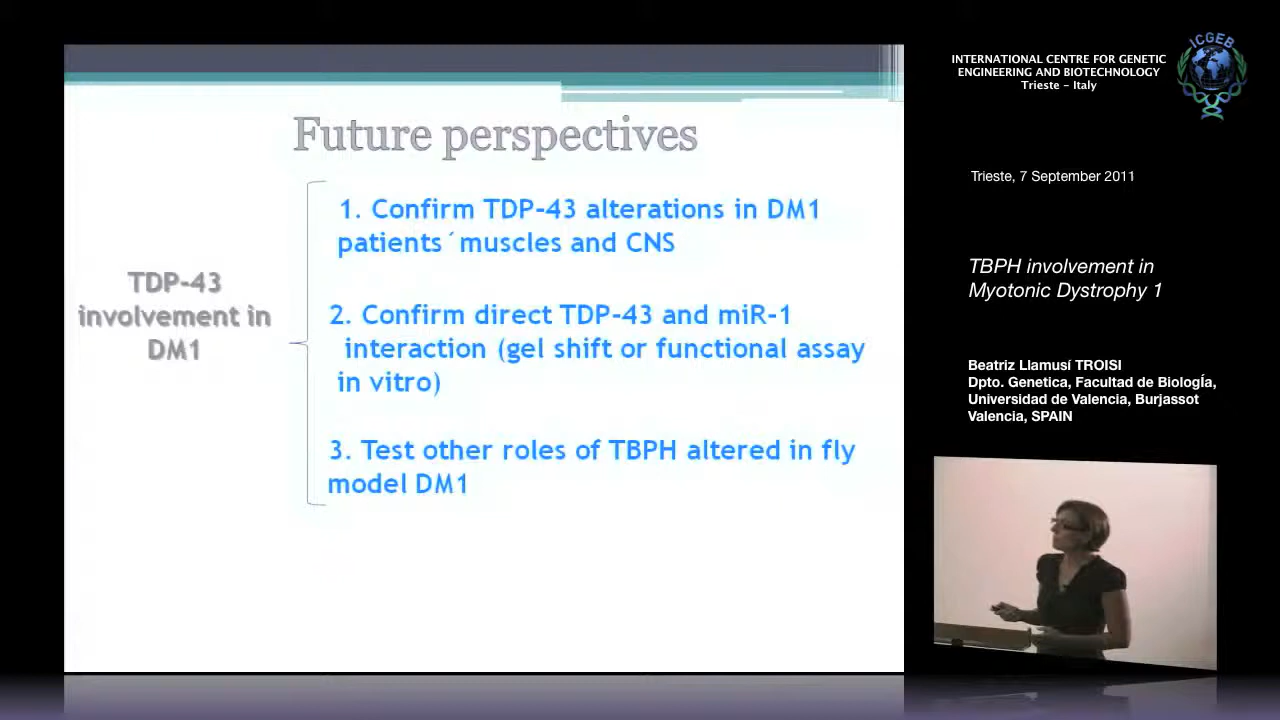 Future perspectives
TDP-43
involvement in
DM1
1. Confirm TDP-43 alterations in DM1
patients´muscles and CNS
2. Confirm direct TDP-43 and miR-1
interaction (gel shift or functional assay
in vitro)
3. Test other roles of TBPH altered in fly
model DM1
INTERNATIONAL CENTRE FOR GENETIC
ENGINEERING AND BIOTECHNOLOGY
Trieste - Italy
ICGEB
Trieste, 7 September 2011
TBPH involvement in
Myotonic Dystrophy 1
Beatriz Llamusí TROISI
Dpto. Genetica, Facultad de BiologÍa,
Universidad de Valencia, Burjassot
Valencia, SPAIN